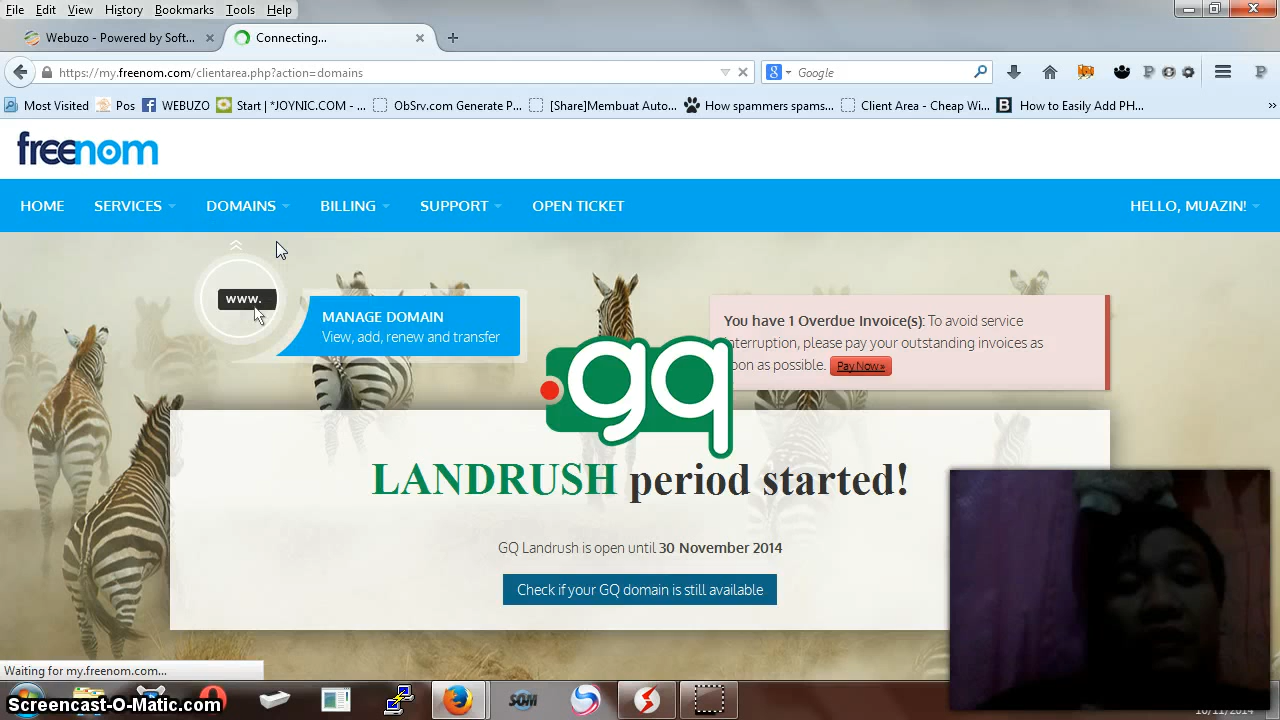 File Edit View History Bookmarks Tools Help
Webuzo - Powered by Soft... × Connecting... × +
https://my.freenom.com/clientarea.php?action=domains Google
Most Visited Pos WEBUZO Start | *JOYNIC.COM - ... ObSrv.com Generate P... [Share]Membuat Auto... How spammers spams... Client Area - Cheap Wi... How to Easily Add PH... »
freenom
HOME SERVICES DOMAINS BILLING SUPPORT OPEN TICKET HELLO, MUAZIN!
www.
MANAGE DOMAIN
View, add, renew and transfer
You have 1 Overdue Invoice(s): To avoid service
interruption, please pay your outstanding invoices as
soon as possible. Pay Now »
.gq
LANDRUSH period started!
GQ Landrush is open until 30 November 2014
Check if your GQ domain is still available
Waiting for my.freenom.com...
SOM
Screencast-O-Matic.com